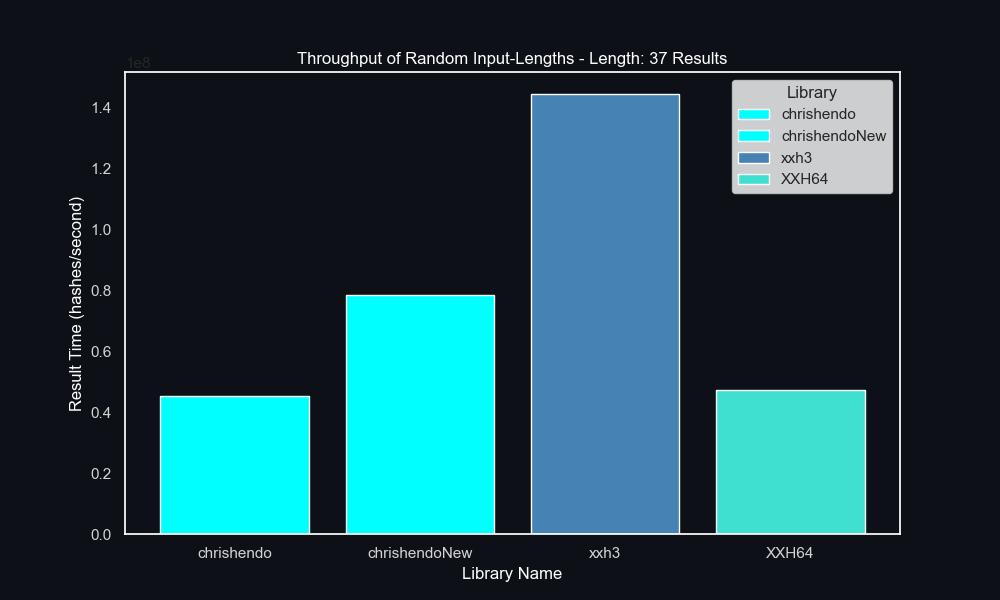 Throughput of Random Input-Lengths - Length: 37 Results
1e8
1.4
1.2
1.0
0.8
0.6
0.4
0.2
0.0
Result Time (hashes/second)
Library
chrishendo
chrishendoNew
xxh3
XXH64
chrishendo
chrishendoNew
xxh3
XXH64
Library Name